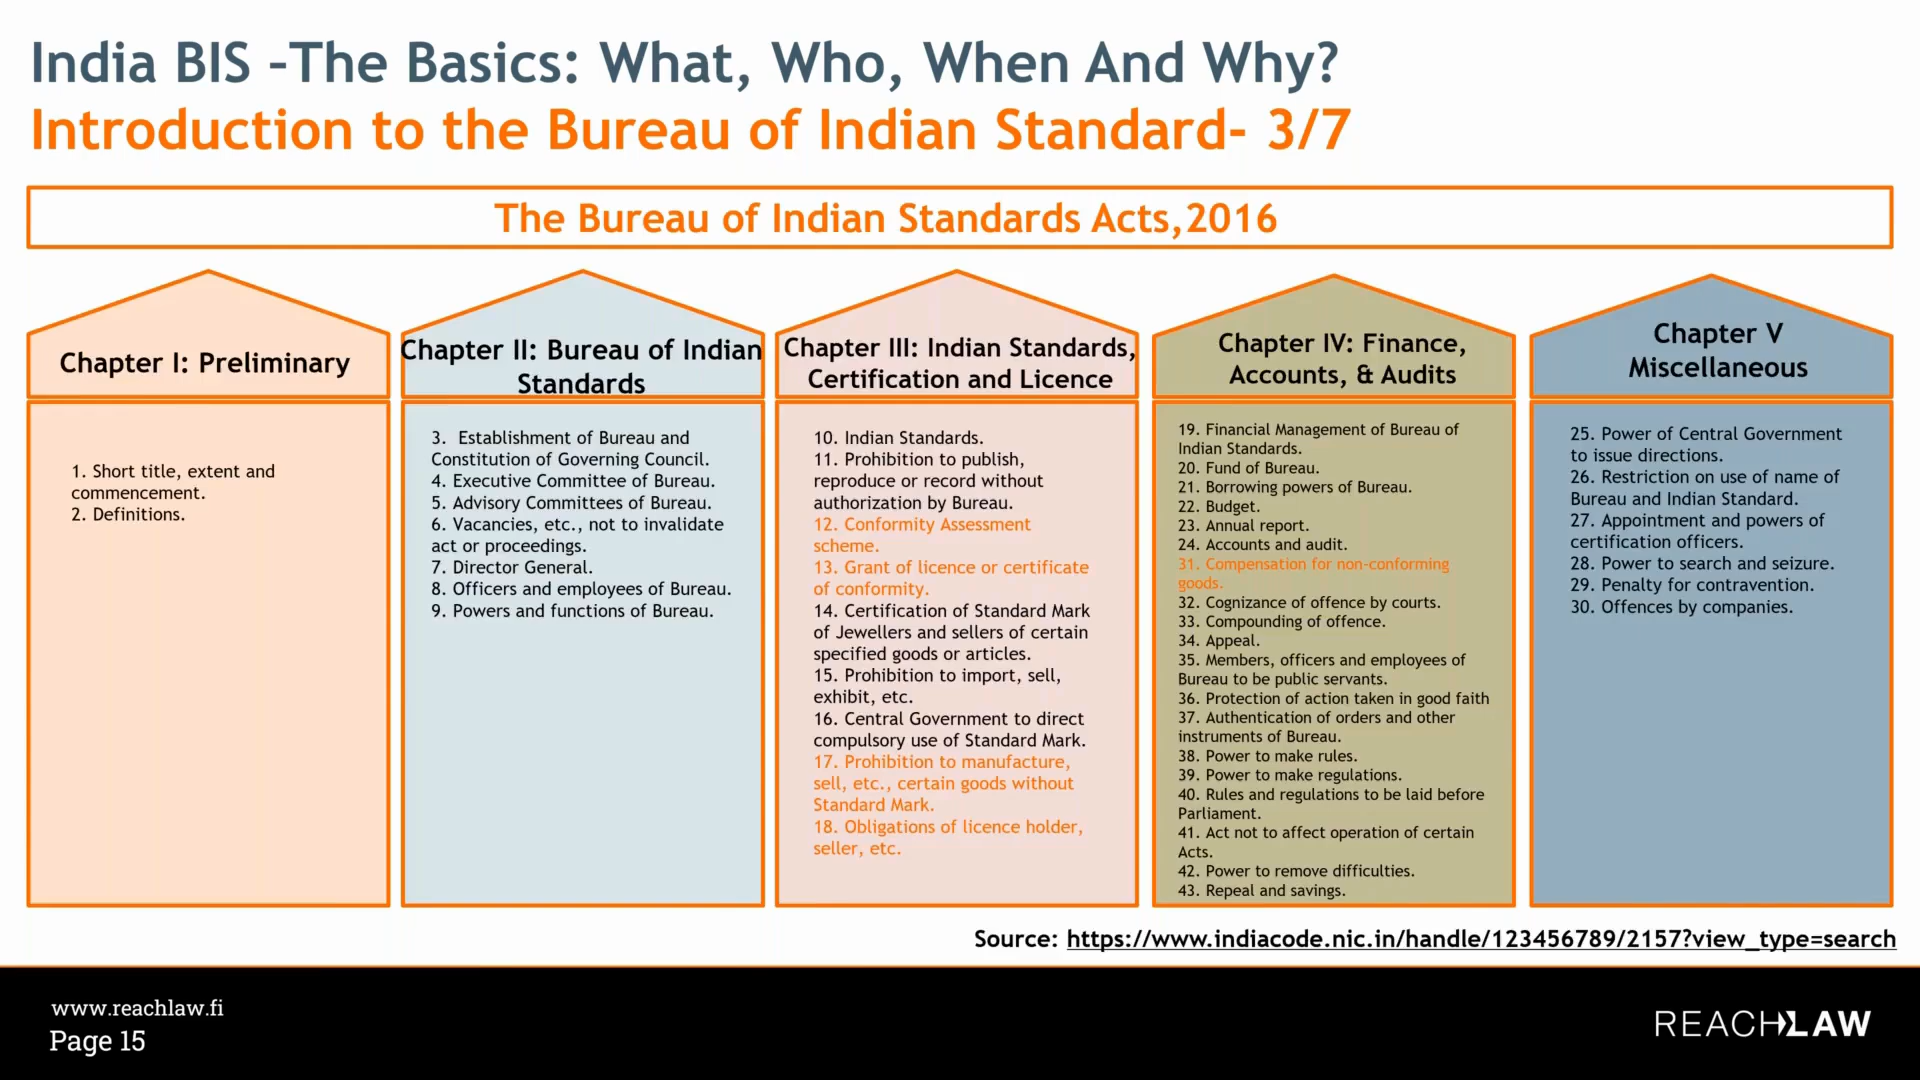 India BIS –The Basics: What, Who, When And Why?
Introduction to the Bureau of Indian Standard- 3/7
The Bureau of Indian Standards Acts,2016
Chapter I: Preliminary
1. Short title, extent and
commencement.
2. Definitions.
Chapter II: Bureau of Indian
Standards
3. Establishment of Bureau and
Constitution of Governing Council.
4. Executive Committee of Bureau.
5. Advisory Committees of Bureau.
6. Vacancies, etc., not to invalidate
act or proceedings.
7. Director General.
8. Officers and employees of Bureau.
9. Powers and functions of Bureau.
Chapter III: Indian Standards,
Certification and Licence
10. Indian Standards.
11. Prohibition to publish,
reproduce or record without
authorization by Bureau.
12. Conformity Assessment
scheme.
13. Grant of licence or certificate
of conformity.
14. Certification of Standard Mark
of Jewellers and sellers of certain
specified goods or articles.
15. Prohibition to import, sell,
exhibit, etc.
16. Central Government to direct
compulsory use of Standard Mark.
17. Prohibition to manufacture,
sell, etc., certain goods without
Standard Mark.
18. Obligations of licence holder,
seller, etc.
Chapter IV: Finance,
Accounts, & Audits
19. Financial Management of Bureau of
Indian Standards.
20. Fund of Bureau.
21. Borrowing powers of Bureau.
22. Budget.
23. Annual report.
24. Accounts and audit.
31. Compensation for non-conforming
goods.
32. Cognizance of offence by courts.
33. Compounding of offence.
34. Appeal.
35. Members, officers and employees of
Bureau to be public servants.
36. Protection of action taken in good faith
37. Authentication of orders and other
instruments of Bureau.
38. Power to make rules.
39. Power to make regulations.
40. Rules and regulations to be laid before
Parliament.
41. Act not to affect operation of certain
Acts.
42. Power to remove difficulties.
43. Repeal and savings.
Chapter V
Miscellaneous
25. Power of Central Government
to issue directions.
26. Restriction on use of name of
Bureau and Indian Standard.
27. Appointment and powers of
certification officers.
28. Power to search and seizure.
29. Penalty for contravention.
30. Offences by companies.
Source: https://www.indiacode.nic.in/handle/123456789/2157?view_type=search
www.reachlaw.fi
Page 15
REACHLAW